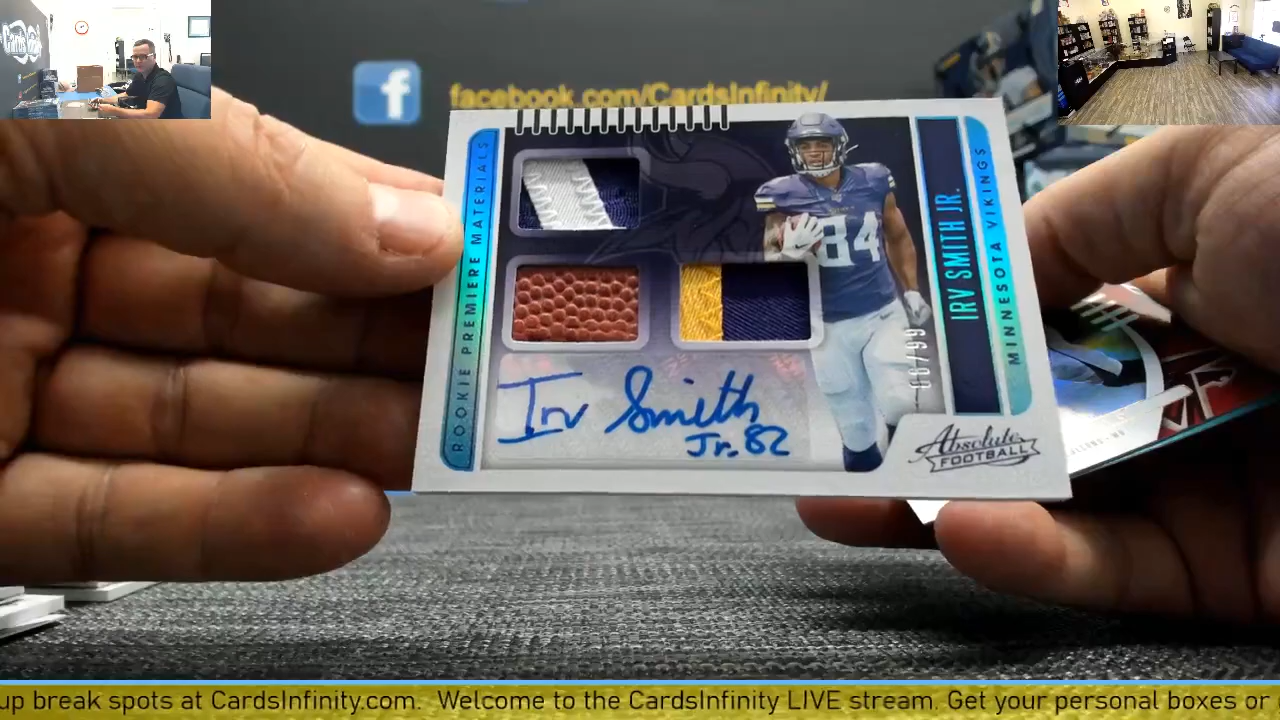 Cards
facebook.com/CardsInfinity/
ROOKIE PREMIERE MATERIALS
84
IRV SMITH JR.
MINNESOTA VIKINGS
Irv Smith
Jr. 82
Absolute
FOOTBALL
up break spots at CardsInfinity.com. Welcome to the CardsInfinity LIVE stream. Get your personal boxes or